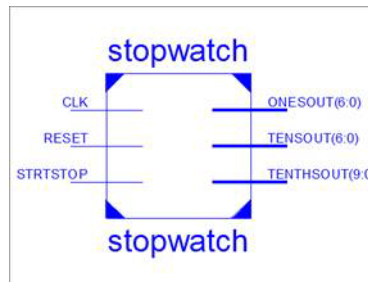 stopwatch
CLK
ONESOUT(6:0)
RESET
TENSOUT(6:0)
STRTSTOP
TENTHSOUT(9:0
stopwatch